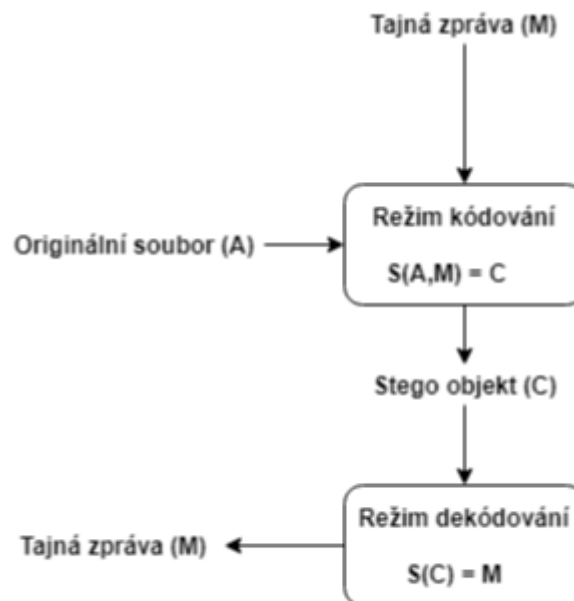 Tajná zpráva (M)
Režim kódování
Originální soubor (A)
S(A,M) = C
Stego objekt (C)
Režim dekódování
Tajná zpráva (M)
S(C) = M